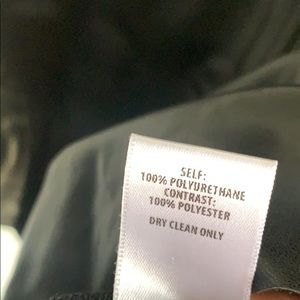 SELF:
100% POLYURETHANE
CONTRAST:
100% POLYESTER
DRY CLEAN ONLY